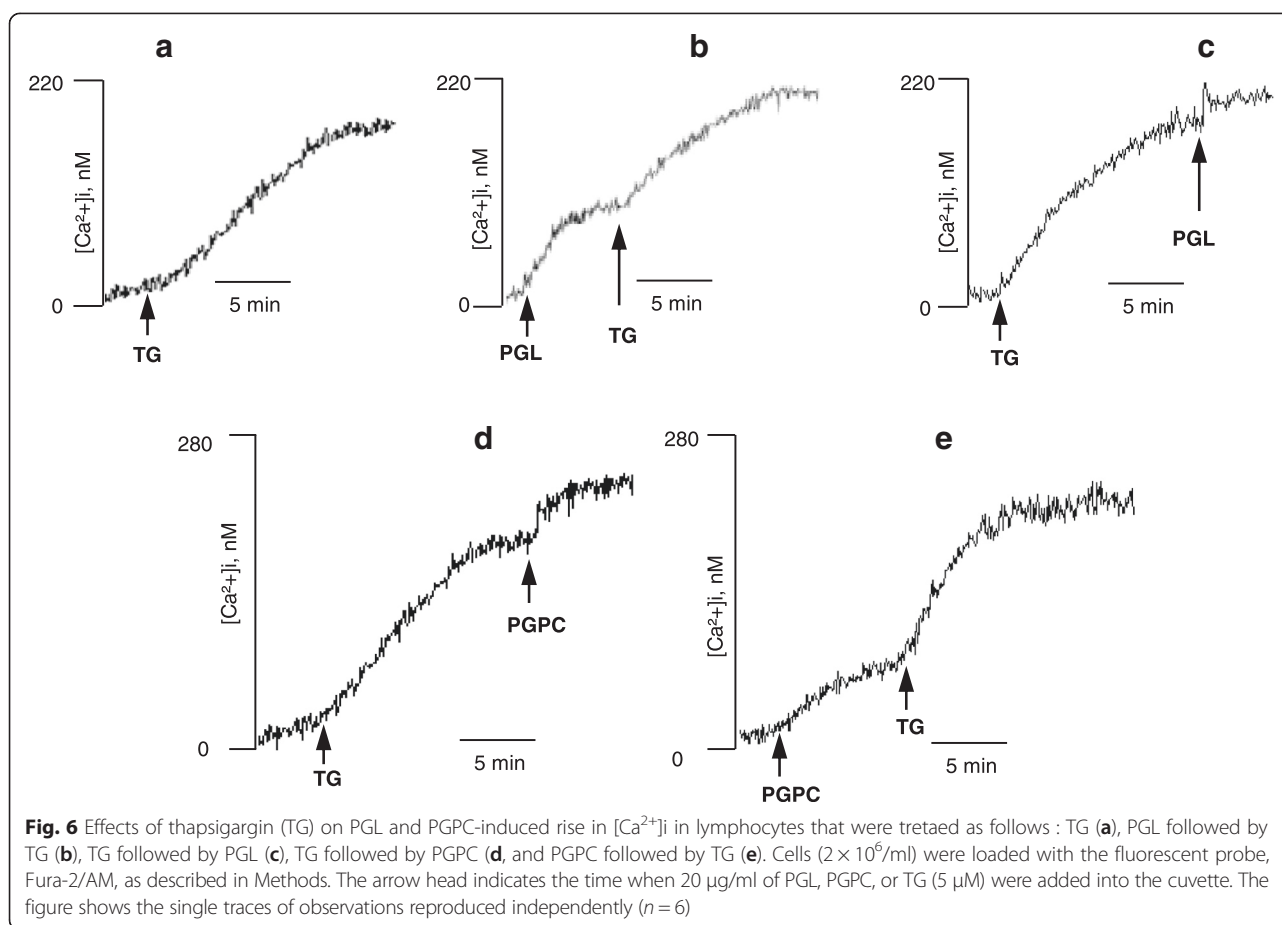 a
b
c
220
[Ca²⁺]i, nM
0
5 min
TG
220
[Ca²⁺]i, nM
0
5 min
PGL
TG
220
[Ca²⁺]i, nM
0
5 min
TG
PGL
d
e
280
[Ca²⁺]i, nM
0
5 min
TG
PGPC
280
[Ca²⁺]i, nM
0
5 min
PGPC
TG
Fig. 6 Effects of thapsigargin (TG) on PGL and PGPC-induced rise in [Ca²⁺]i in lymphocytes that were tretaed as follows : TG (a), PGL followed by
TG (b), TG followed by PGL (c), TG followed by PGPC (d, and PGPC followed by TG (e). Cells (2 × 10⁶/ml) were loaded with the fluorescent probe,
Fura-2/AM, as described in Methods. The arrow head indicates the time when 20 μg/ml of PGL, PGPC, or TG (5 μM) were added into the cuvette. The
figure shows the single traces of observations reproduced independently (n = 6)